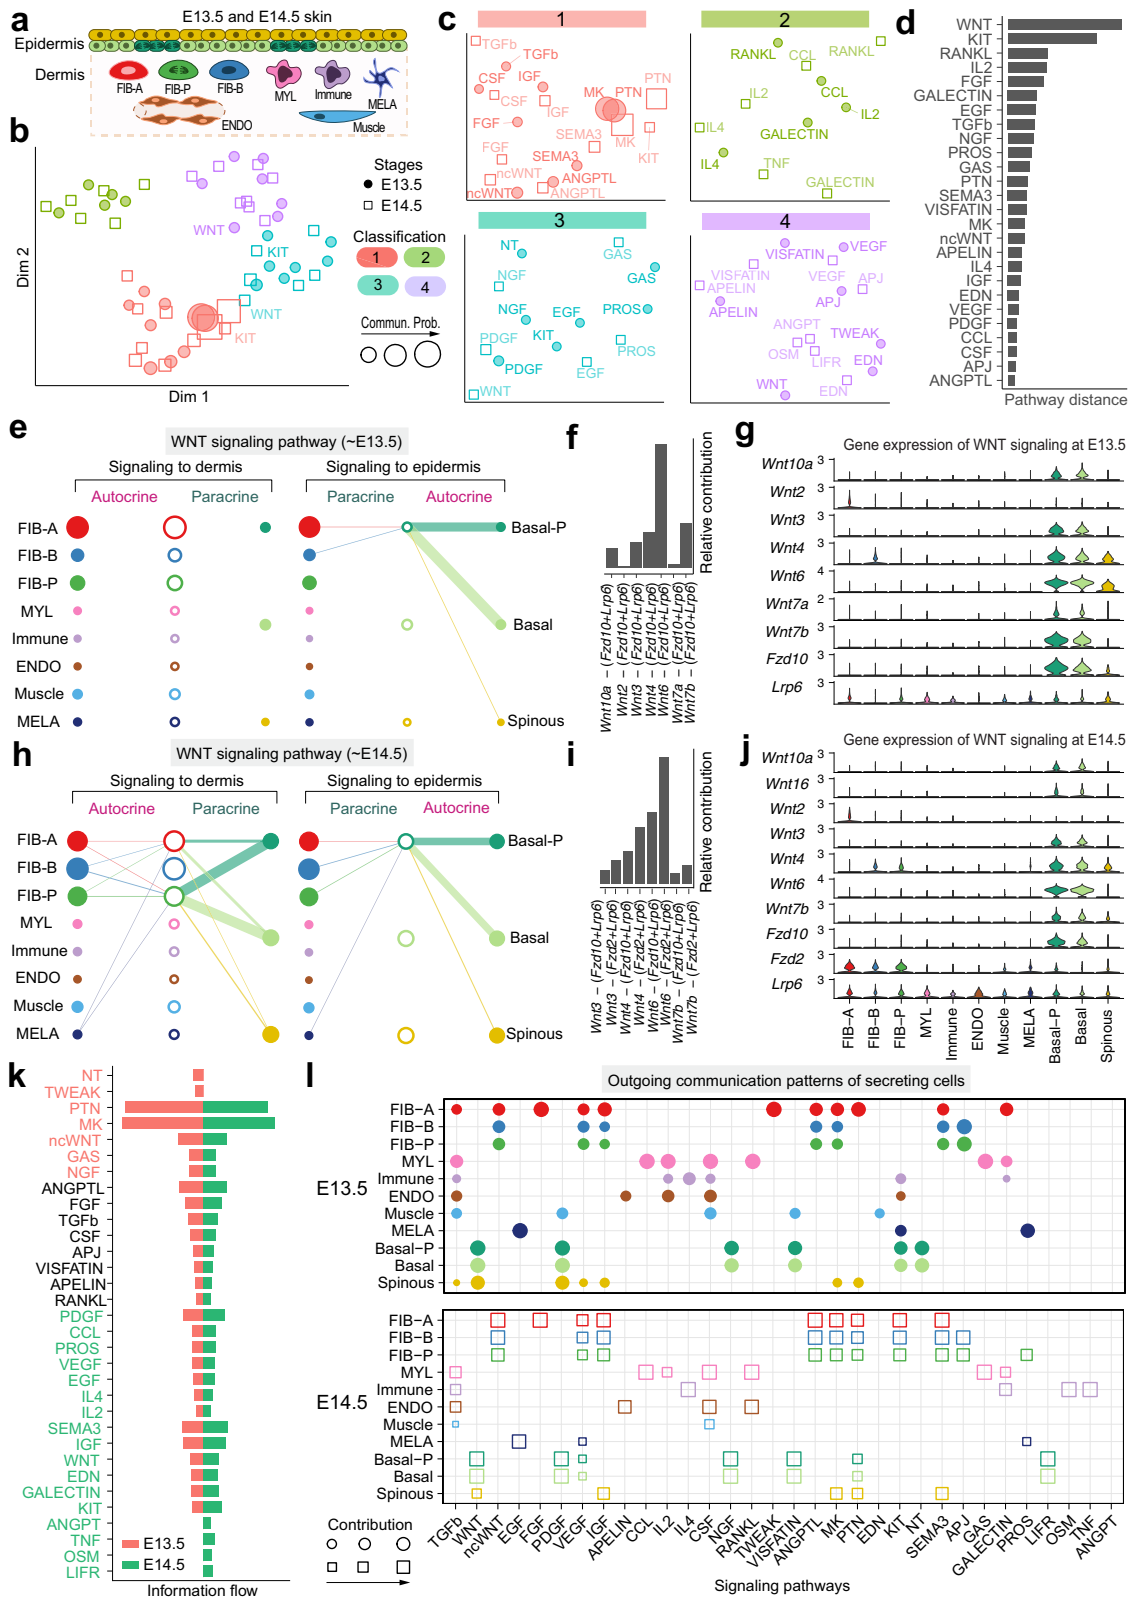 a
E13.5 and E14.5 skin
Epidermis
Dermis
FIB-A
FIB-P
FIB-B
MYL
Immune
MELA
ENDO
Muscle
b
Dim 2
Dim 1
WNT
KIT
WNT
KIT
Stages
E13.5
E14.5
Classification
1
2
3
4
Commun. Prob.
c
1
TGFb
TGFb
CSF
IGF
CSF
IGF
MK
PTN
PTN
FGF
SEMA3
MK
KIT
FGF
SEMA3
ncWNT
ANGPTL
ncWNT
ANGPTL
2
RANKL
RANKL
CCL
CCL
IL2
IL2
GALECTIN
IL4
IL4
TNF
GALECTIN
3
NT
GAS
GAS
NGF
NGF
EGF
PROS
KIT
PDGF
PROS
PDGF
EGF
WNT
4
VISFATIN
VEGF
VISFATIN
VEGF
APJ
APELIN
APJ
APELIN
ANGPT
TWEAK
OSM
LIFR
EDN
WNT
EDN
d
WNT
KIT
RANKL
IL2
FGF
GALECTIN
EGF
TGFb
NGF
PROS
GAS
PTN
SEMA3
VISFATIN
MK
ncWNT
APELIN
IL4
IGF
EDN
VEGF
PDGF
CCL
CSF
APJ
ANGPTL
Pathway distance
e
WNT signaling pathway (~E13.5)
Signaling to dermis
Signaling to epidermis
Autocrine
Paracrine
Paracrine
Autocrine
FIB-A
FIB-B
FIB-P
MYL
Immune
ENDO
Muscle
MELA
Basal-P
Basal
Spinous
f
Relative contribution
Wnt10a – (Fzd10+Lrp6)
Wnt2 – (Fzd10+Lrp6)
Wnt3 – (Fzd10+Lrp6)
Wnt4 – (Fzd10+Lrp6)
Wnt6 – (Fzd10+Lrp6)
Wnt7a – (Fzd10+Lrp6)
Wnt7b – (Fzd10+Lrp6)
g
Gene expression of WNT signaling at E13.5
Wnt10a 3
Wnt2 3
Wnt3 3
Wnt4 3
Wnt6 4
Wnt7a 2
Wnt7b 3
Fzd10 3
Lrp6 3
h
WNT signaling pathway (~E14.5)
Signaling to dermis
Signaling to epidermis
Autocrine
Paracrine
Paracrine
Autocrine
FIB-A
FIB-B
FIB-P
MYL
Immune
ENDO
Muscle
MELA
Basal-P
Basal
Spinous
i
Relative contribution
Wnt3 – (Fzd10+Lrp6)
Wnt3 – (Fzd2+Lrp6)
Wnt4 – (Fzd10+Lrp6)
Wnt4 – (Fzd2+Lrp6)
Wnt6 – (Fzd10+Lrp6)
Wnt6 – (Fzd2+Lrp6)
Wnt7b – (Fzd10+Lrp6)
Wnt7b – (Fzd2+Lrp6)
j
Gene expression of WNT signaling at E14.5
Wnt10a 3
Wnt16 3
Wnt2 3
Wnt3 3
Wnt4 3
Wnt6 4
Wnt7b 3
Fzd10 3
Fzd2 3
Lrp6 3
FIB-A
FIB-B
FIB-P
MYL
Immune
ENDO
Muscle
MELA
Basal-P
Basal
Spinous
k
NT
TWEAK
PTN
MK
ncWNT
GAS
NGF
ANGPTL
FGF
TGFb
CSF
APJ
VISFATIN
APELIN
RANKL
PDGF
CCL
PROS
VEGF
EGF
IL4
IL2
SEMA3
IGF
WNT
EDN
GALECTIN
KIT
ANGPT
TNF
OSM
LIFR
E13.5
E14.5
Information flow
l
Outgoing communication patterns of secreting cells
E13.5
FIB-A
FIB-B
FIB-P
MYL
Immune
ENDO
Muscle
MELA
Basal-P
Basal
Spinous
E14.5
FIB-A
FIB-B
FIB-P
MYL
Immune
ENDO
Muscle
MELA
Basal-P
Basal
Spinous
TGFb
WNT
ncWNT
EGF
FGF
PDGF
VEGF
IGF
APELIN
CCL
IL2
IL4
CSF
NGF
RANKL
TWEAK
VISFATIN
ANGPTL
MK
PTN
EDN
KIT
NT
SEMA3
APJ
GAS
GALECTIN
PROS
LIFR
OSM
TNF
ANGPT
Contribution
Signaling pathways